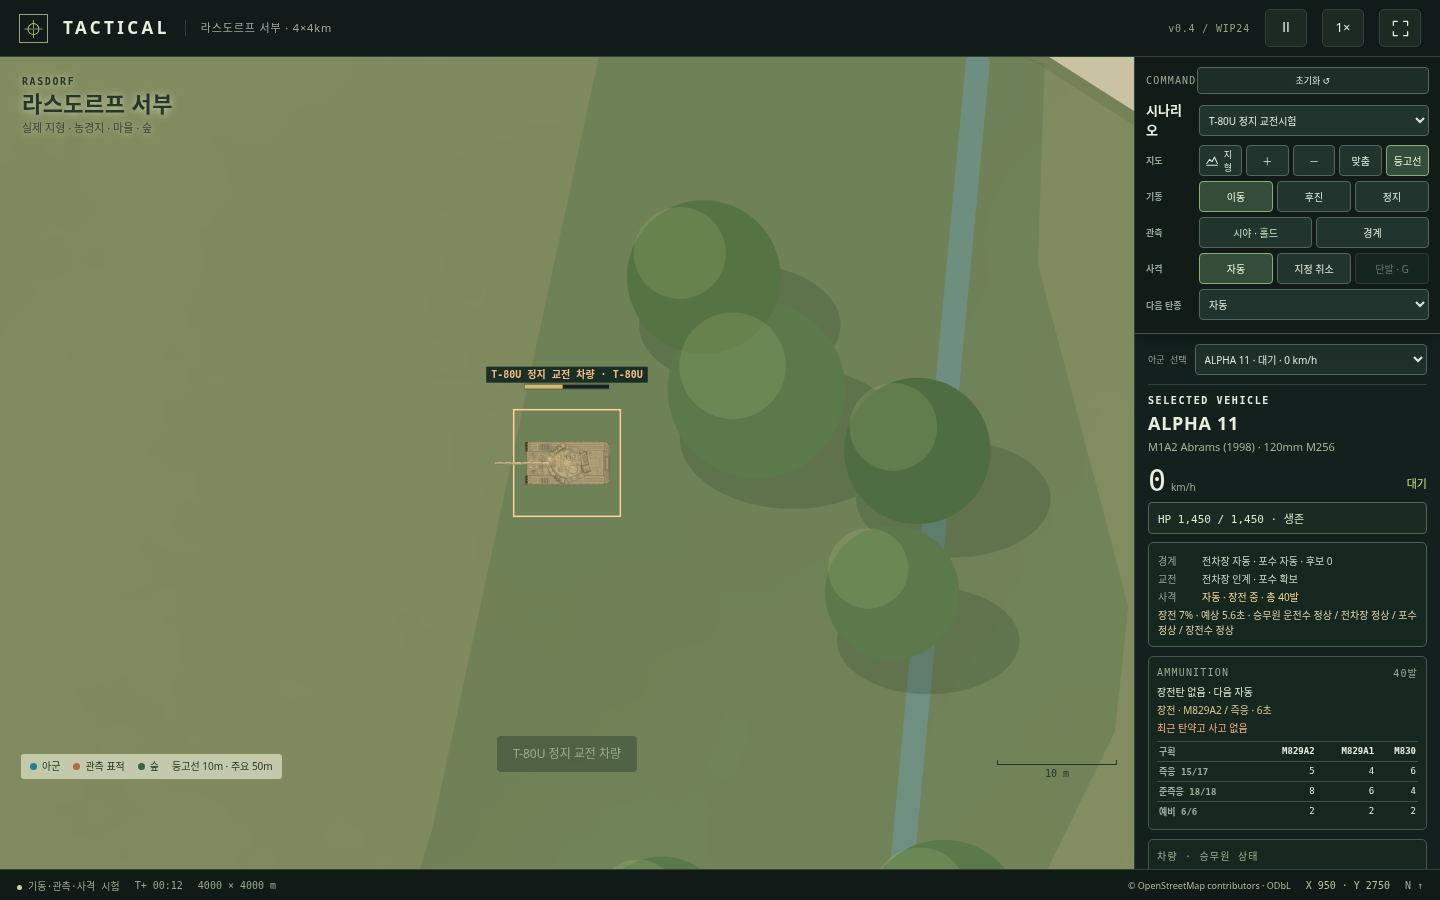 TACTICAL
라스도르프 서부 · 4×4km
v0.4 / WIP24
1×
RASDORF
라스도르프 서부
실제 지형 · 농경지 · 마을 · 숲
T-80U 정지 교전 차량 · T-80U
T-80U 정지 교전 차량
아군
관측 표적
숲
등고선 10m · 주요 50m
10 m
COMMAND
초기화 ↺
시나리오
T-80U 정지 교전시험
지도
지형
+
−
맞춤
등고선
기동
이동
후진
정지
관측
시야 · 홀드
경계
사격
자동
지정 취소
단발 · G
다음 탄종
자동
아군 선택
ALPHA 11 · 대기 · 0 km/h
SELECTED VEHICLE
ALPHA 11
M1A2 Abrams (1998) · 120mm M256
0 km/h
대기
HP 1,450 / 1,450 · 생존
경계 전차장 자동 · 포수 자동 · 후보 0
교전 전차장 인계 · 포수 확보
사격 자동 · 장전 중 · 총 40발
장전 7% · 예상 5.6초 · 승무원 운전수 정상 / 전차장 정상 / 포수
정상 / 장전수 정상
AMMUNITION 40발
장전탄 없음 · 다음 자동
장전 · M829A2 / 즉응 · 6초
최근 탄약고 사고 없음
구획 M829A2 M829A1 M830
즉응 15/17 5 4 6
준즉응 18/18 8 6 4
예비 6/6 2 2 2
차량 · 승무원 상태
기동·관측·사격 시험
T+ 00:12
4000 × 4000 m
© OpenStreetMap contributors · ODbL
X 950 · Y 2750
N ↑